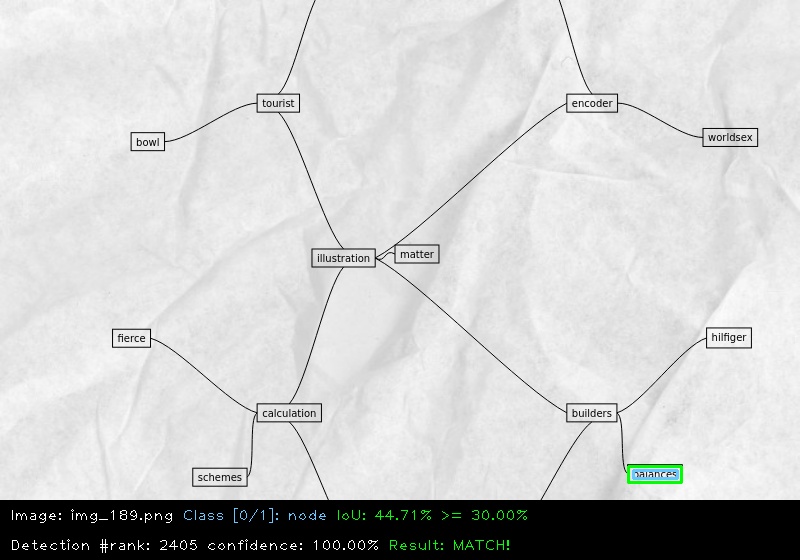 tourist
encoder
bowl
worldsex
illustration
matter
fierce
hilfiger
calculation
builders
schemes
balances
Image: img_189.png Class [0/1]: node IoU: 44.71% >= 30.00%
Detection #rank: 2405 confidence: 100.00% Result: MATCH!